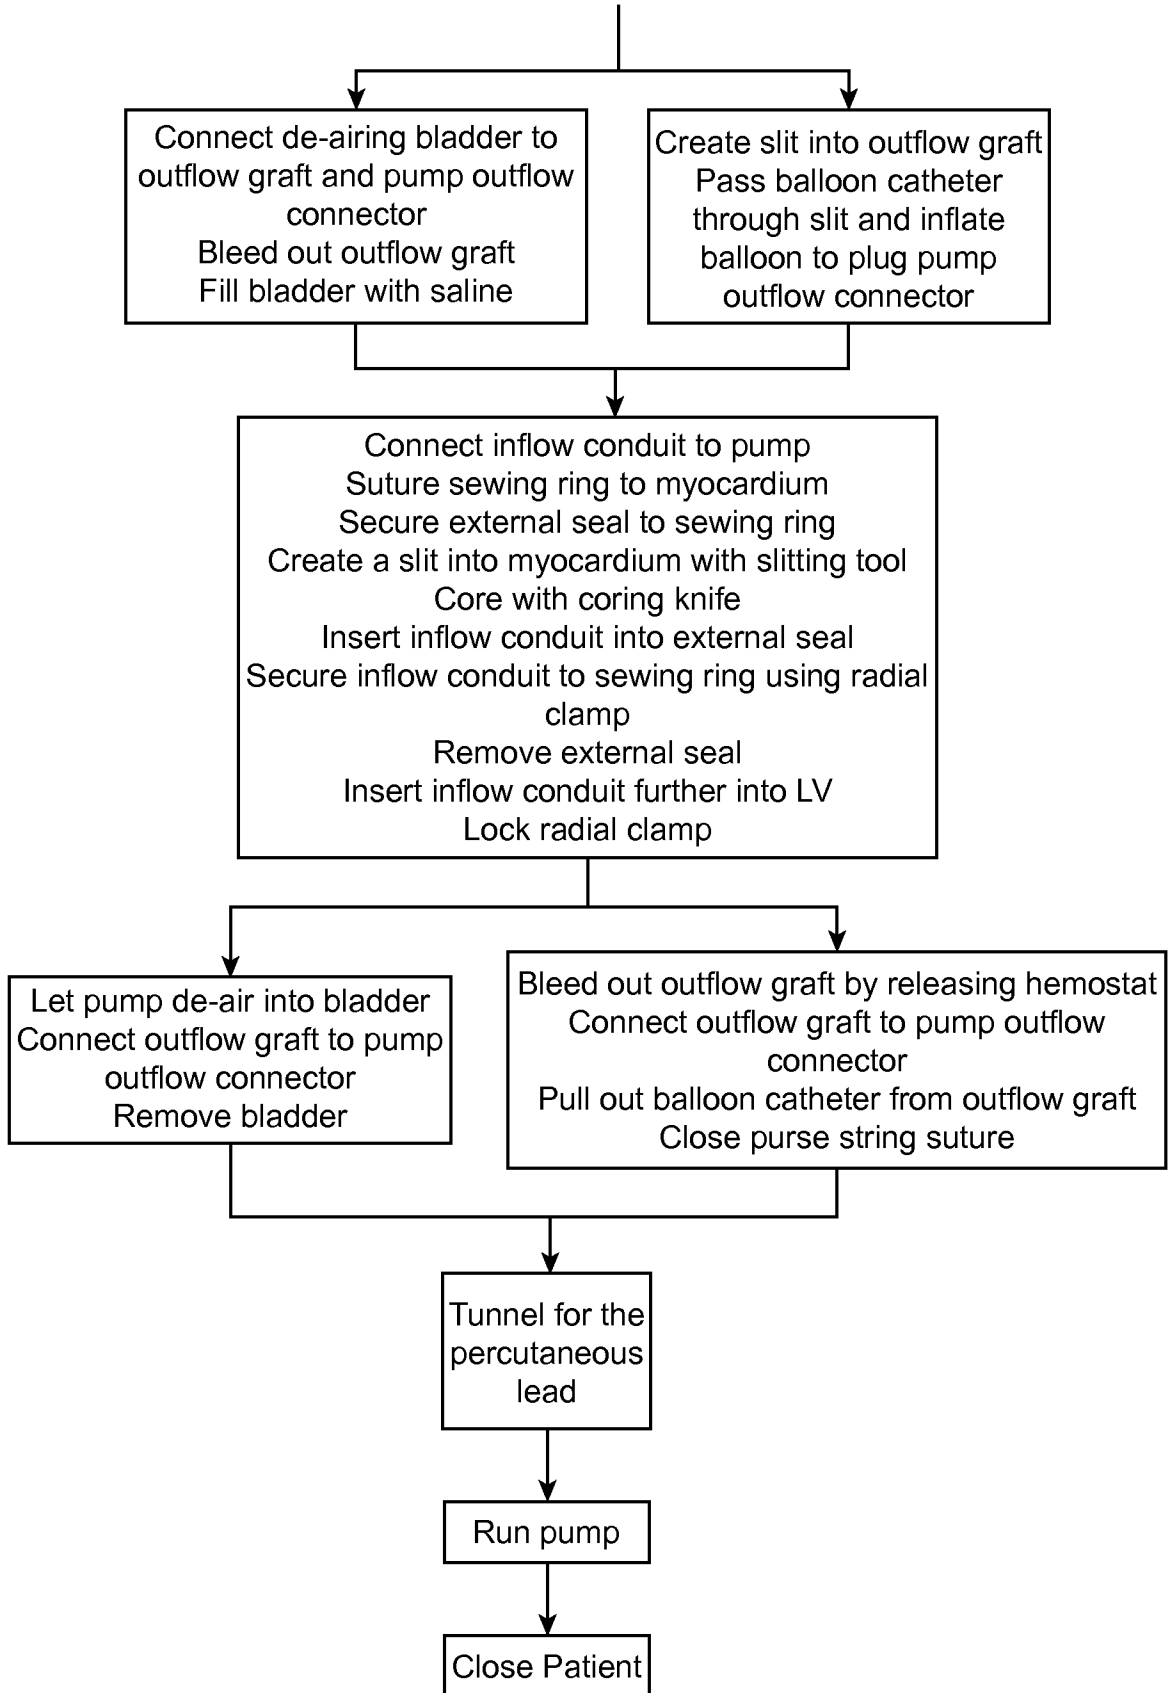 Connect de-airing bladder to
outflow graft and pump outflow
connector
Bleed out outflow graft
Fill bladder with saline
Create slit into outflow graft
Pass balloon catheter
through slit and inflate
balloon to plug pump
outflow connector
Connect inflow conduit to pump
Suture sewing ring to myocardium
Secure external seal to sewing ring
Create a slit into myocardium with slitting tool
Core with coring knife
Insert inflow conduit into external seal
Secure inflow conduit to sewing ring using radial
clamp
Remove external seal
Insert inflow conduit further into LV
Lock radial clamp
Let pump de-air into bladder
Connect outflow graft to pump
outflow connector
Remove bladder
Bleed out outflow graft by releasing hemostat
Connect outflow graft to pump outflow
connector
Pull out balloon catheter from outflow graft
Close purse string suture
Tunnel for the
percutaneous
lead
Run pump
Close Patient